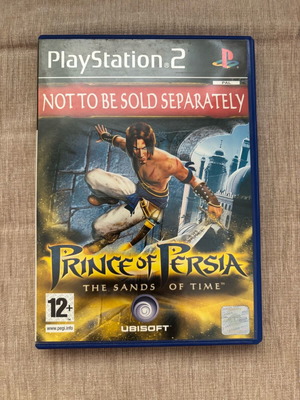 PlayStation®2
PAL
NOT TO BE SOLD SEPARATELY
PRINCE OF PERSIA
THE SANDS OF TIME™
12+
www.pegi.info
UBISOFT